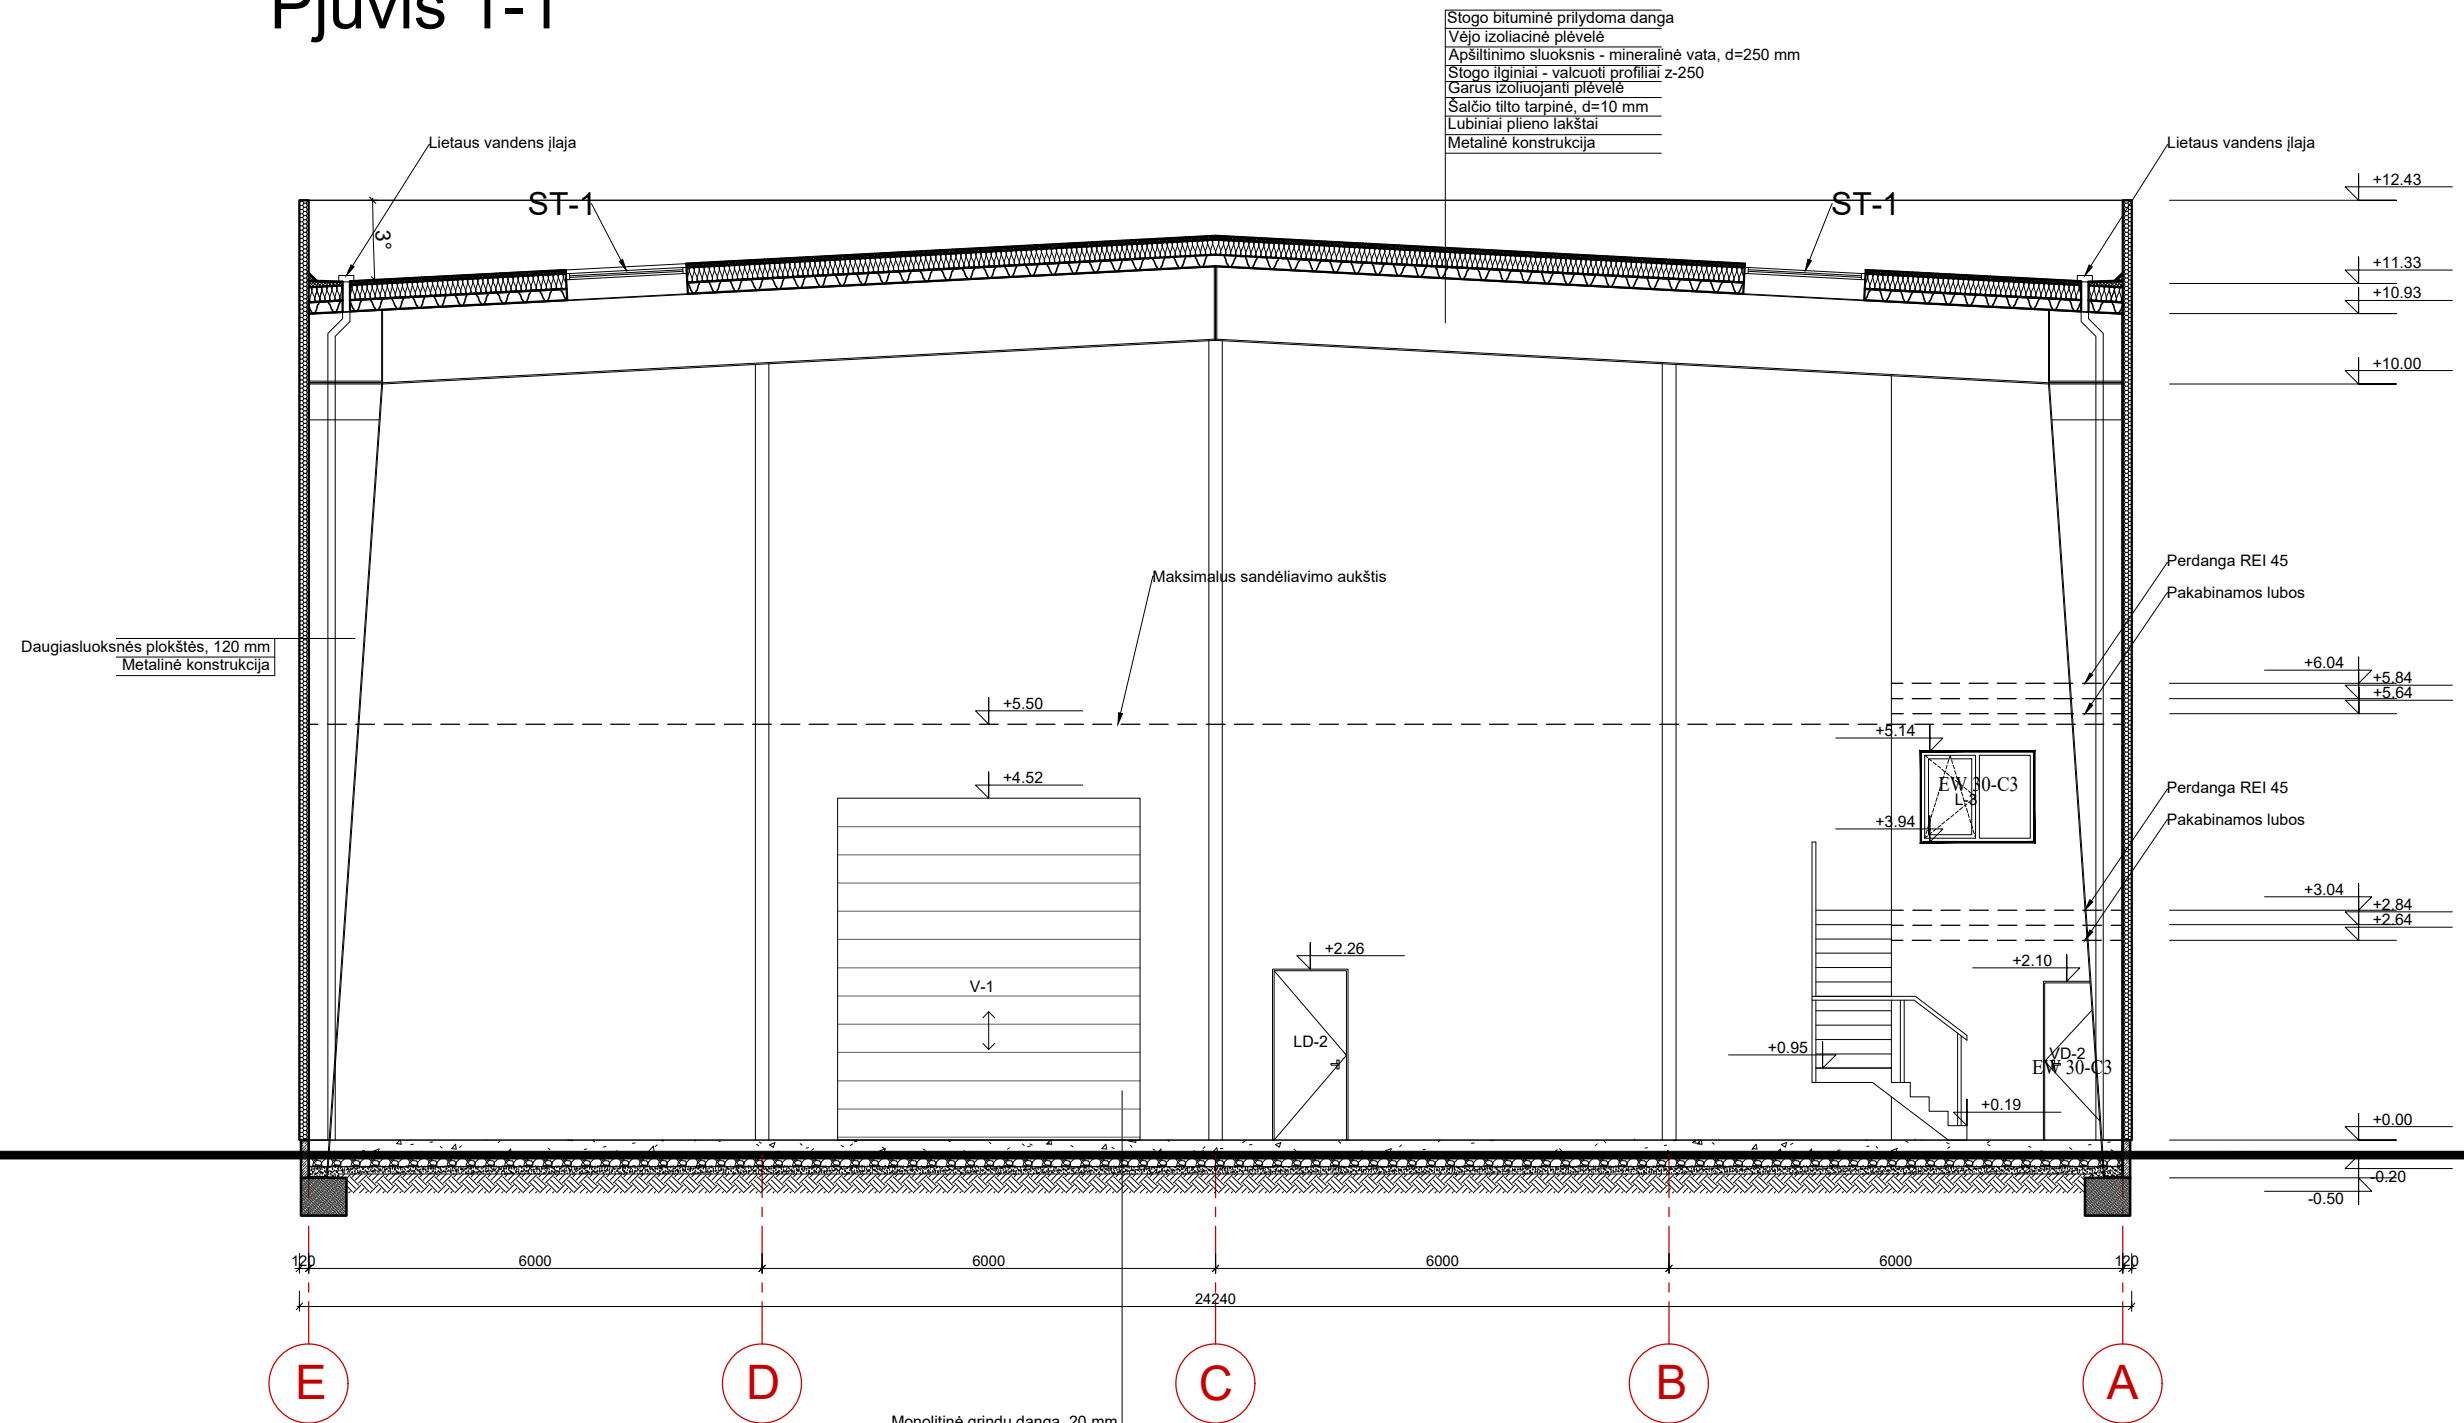 Pjūvis 1-1
Stogo bituminė prilydoma danga
Vėjo izoliacinė plėvelė
Apšiltinimo sluoksnis - mineralinė vata, d=250 mm
Stogo ilginiai - valcuoti profiliai z-250
Garus izoliuojanti plėvelė
Šalčio tilto tarpinė, d=10 mm
Lubiniai plieno lakštai
Metalinė konstrukcija
Lietaus vandens įlaja
Lietaus vandens įlaja
+12.43
ST-1
ST-1
3°
+11.33
+10.93
+10.00
Perdanga REI 45
Maksimalus sandėliavimo aukštis
Pakabinamos lubos
Daugiasluoksnės plokštės, 120 mm
Metalinė konstrukcija
+6.04
+5.84
+5.64
+5.50
+5.14
+4.52
EW 30-C3
L-3
Perdanga REI 45
+3.94
Pakabinamos lubos
+3.04
+2.84
+2.64
+2.26
+2.10
V-1
LD-2
+0.95
VD-2
EW 30-C3
+0.19
+0.00
-0.20
-0.50
120
6000
6000
6000
6000
120
24240
E
D
C
B
A
Monolitinė grindų danga, 20 mm